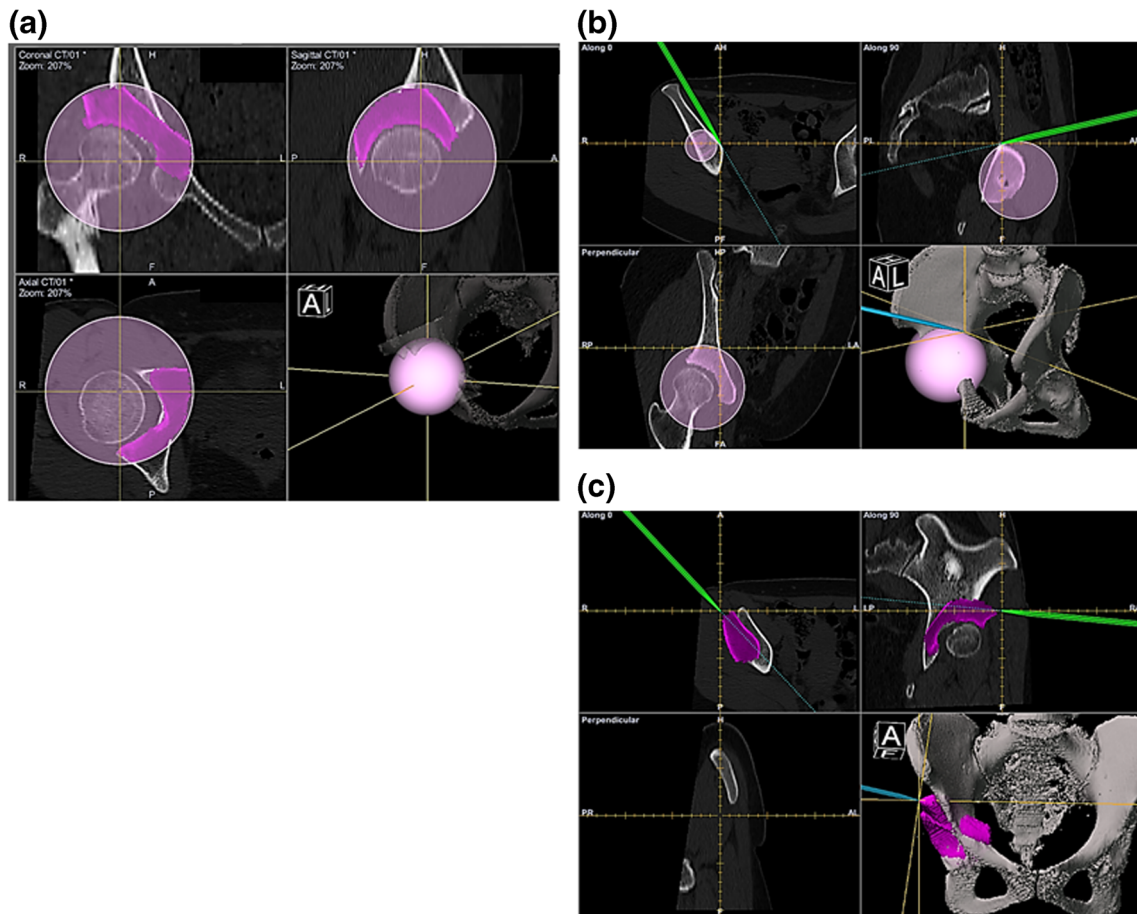 (a)
Coronal CT/01 *
Zoom: 207%
H
R
L
F
Sagittal CT/01 *
Zoom: 207%
H
P
A
F
Axial CT/01 *
Zoom: 207%
A
R
L
P
A
(b)
Along 0
AH
R
PF
Along 90
H
PL
F
Perpendicular
HP
RP
LA
FA
H
A L
(c)
Along 0
A
R
L
P
Along 90
H
LP
F
Perpendicular
H
PR
AL
F
A
F